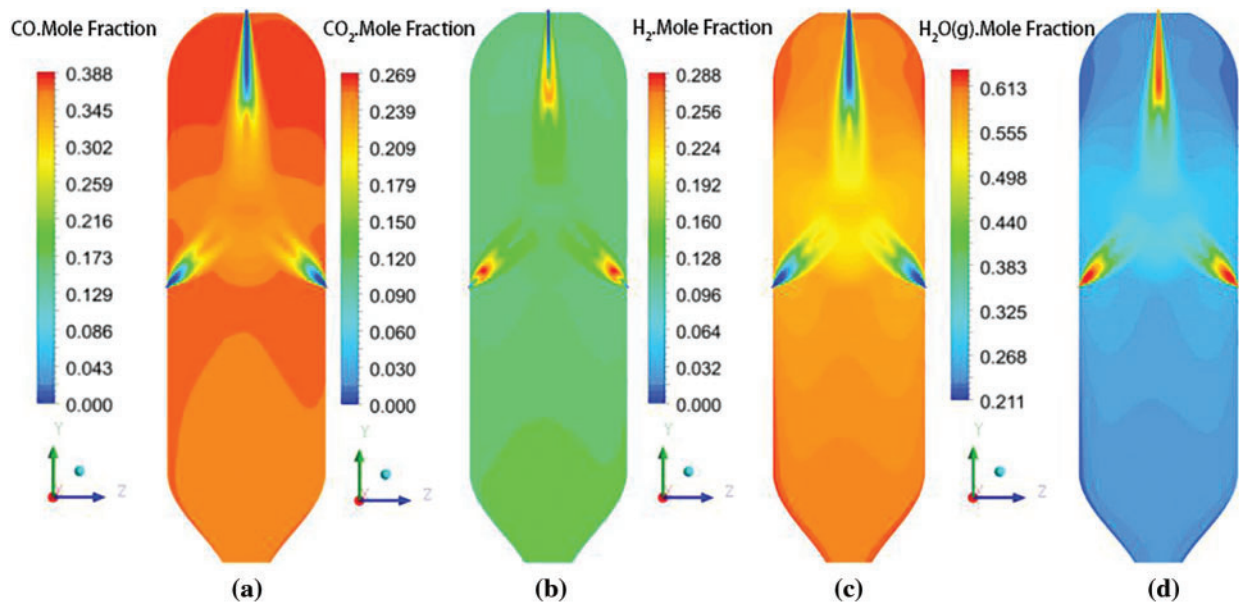 CO.Mole Fraction
0.388
0.345
0.302
0.259
0.216
0.173
0.129
0.086
0.043
0.000
Y
Z
(a)
CO₂.Mole Fraction
0.269
0.239
0.209
0.179
0.150
0.120
0.090
0.060
0.030
0.000
Y
Z
(b)
H₂.Mole Fraction
0.288
0.256
0.224
0.192
0.160
0.128
0.096
0.064
0.032
0.000
Y
Z
(c)
H₂O(g).Mole Fraction
0.613
0.555
0.498
0.440
0.383
0.325
0.268
0.211
Y
Z
(d)